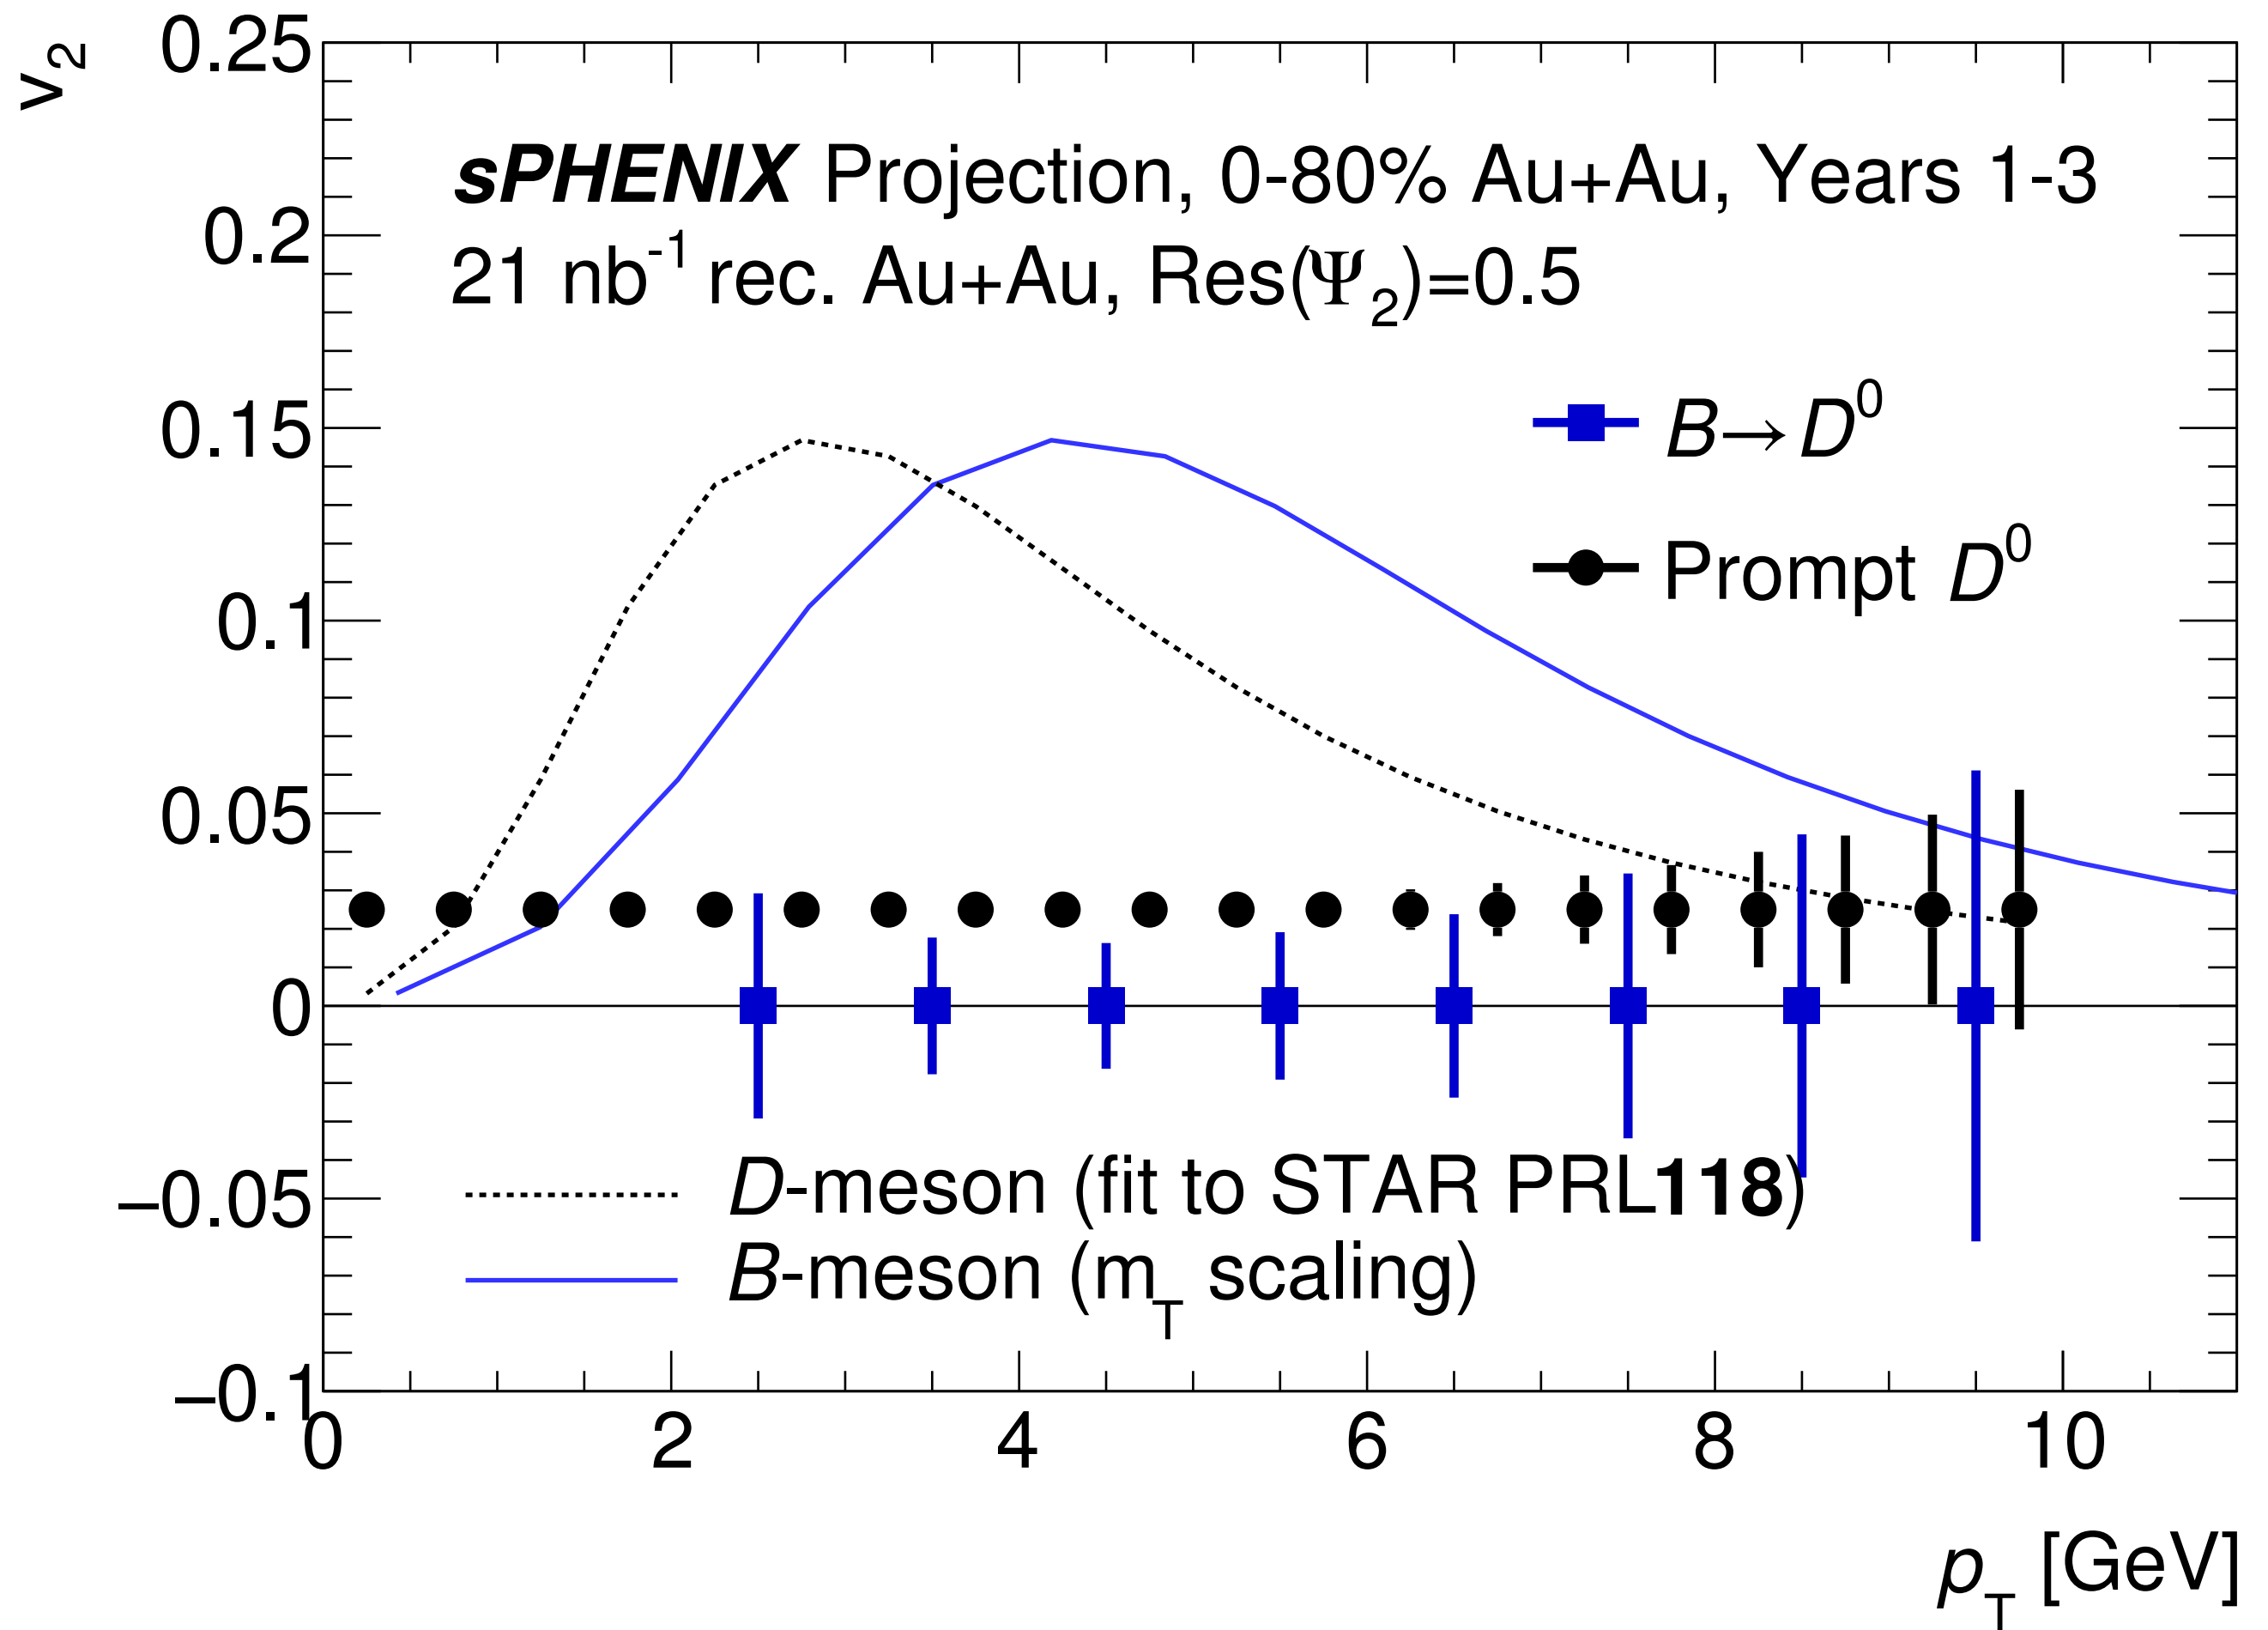 v2
0.25
0.2
0.15
0.1
0.05
0
−0.05
−0.1
sPHENIX Projection, 0-80% Au+Au, Years 1-3
21 nb-1 rec. Au+Au, Res(Ψ2)=0.5
B→D0
Prompt D0
D-meson (fit to STAR PRL118)
B-meson (mT scaling)
0 2 4 6 8 10
pT [GeV]